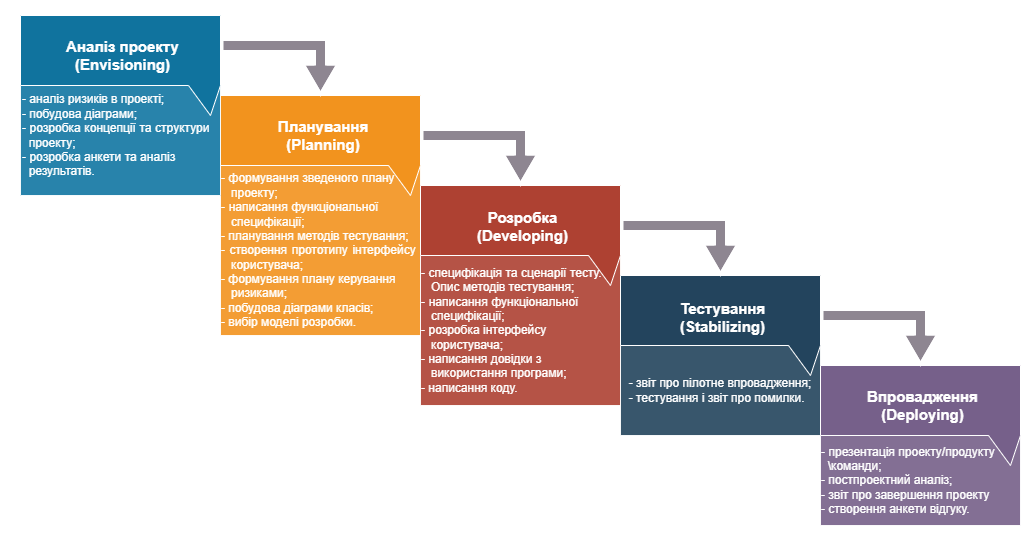 Аналіз проекту
(Envisioning)
- аналіз ризиків в проекті;
- побудова діаграми;
- розробка концепції та структури
проекту;
- розробка анкети та аналіз
результатів.
Планування
(Planning)
- формування зведеного плану
проекту;
- написання функціональної
специфікації;
- планування методів тестування;
- створення прототипу інтерфейсу
користувача;
- формування плану керування
ризиками;
- побудова діаграми класів;
- вибір моделі розробки.
Розробка
(Developing)
- специфікація та сценарії тесту.
Опис методів тестування;
- написання функціональної
специфікації;
- розробка інтерфейсу
користувача;
- написання довідки з
використання програми;
- написання коду.
Тестування
(Stabilizing)
- звіт про пілотне впровадження;
- тестування і звіт про помилки.
Впровадження
(Deploying)
- презентація проекту/продукту
\команди;
- постпроектний аналіз;
- звіт про завершення проекту
- створення анкети відгуку.